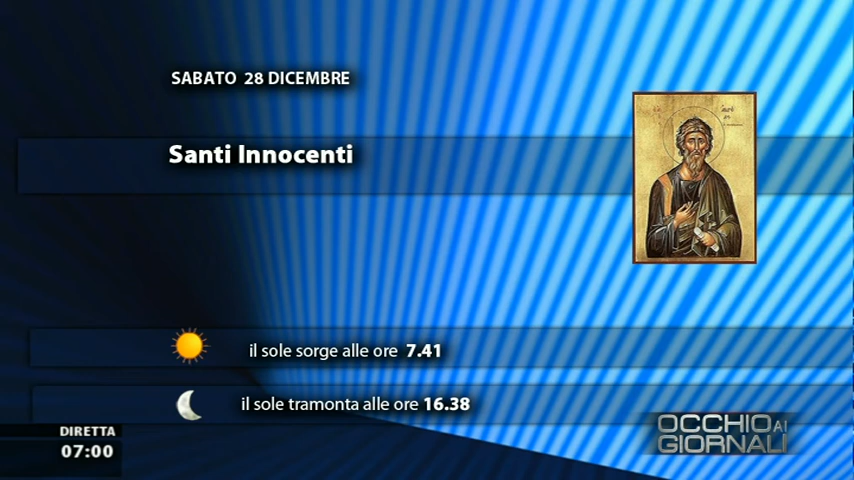 SABATO 28 DICEMBRE
Santi Innocenti
il sole sorge alle ore 7.41
il sole tramonta alle ore 16.38
DIRETTA
07:00
OCCHIO AI
GIORNALI